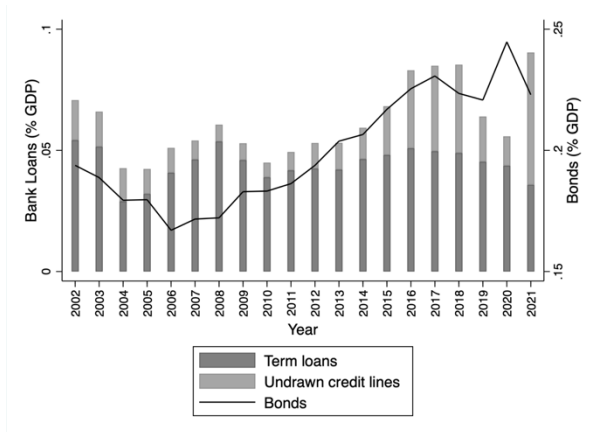 .1
.05
0
Bank Loans (% GDP)
.25
.2
.15
Bonds (% GDP)
2002 2003 2004 2005 2006 2007 2008 2009 2010 2011 2012 2013 2014 2015 2016 2017 2018 2019 2020 2021
Year
Term loans
Undrawn credit lines
Bonds